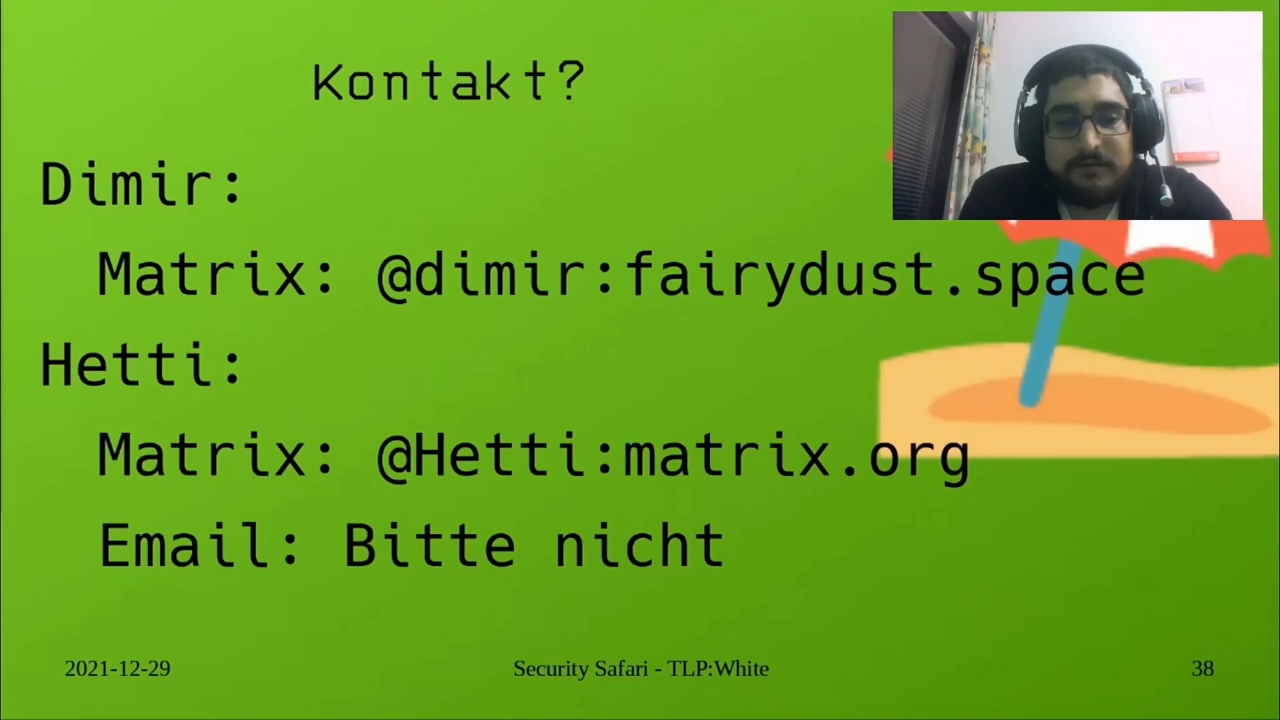 Kontakt?
Dimir:
Matrix: @dimir:fairydust.space
Hetti:
Matrix: @Hetti:matrix.org
Email: Bitte nicht
2021-12-29 Security Safari - TLP:White 38